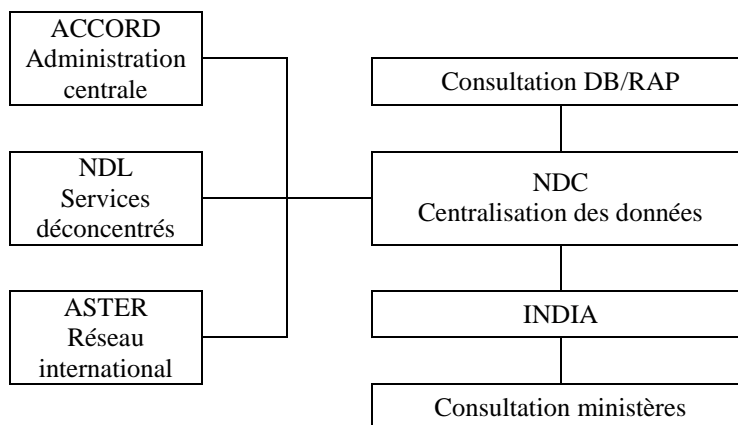 ACCORD
Administration
centrale
NDL
Services
déconcentrés
ASTER
Réseau
international
Consultation DB/RAP
NDC
Centralisation des données
INDIA
Consultation ministères